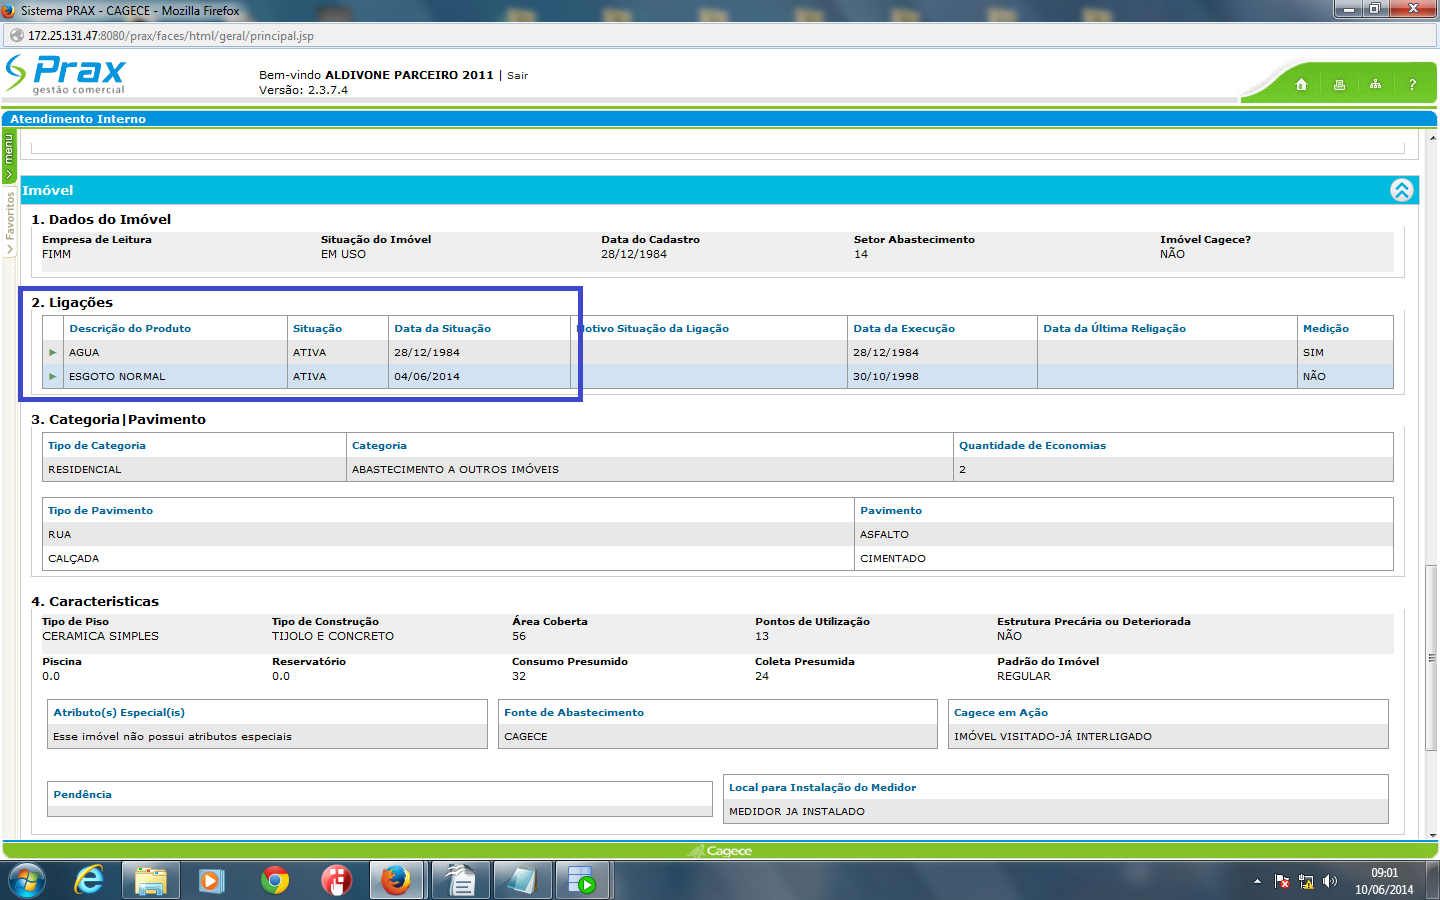 Sistema PRAX - CAGECE - Mozilla Firefox
172.25.131.47:8080/prax/faces/html/geral/principal.jsp
Prax
gestão comercial
Bem-vindo ALDIVONE PARCEIRO 2011 | Sair
Versão: 2.3.7.4
?
Atendimento Interno
menu
Favoritos
Imóvel
1. Dados do Imóvel
Empresa de Leitura Situação do Imóvel Data do Cadastro Setor Abastecimento Imóvel Cagece?
FIMM EM USO 28/12/1984 14 NÃO
2. Ligações
Descrição do Produto Situação Data da Situação Motivo Situação da Ligação Data da Execução Data da Última Religação Medição
AGUA ATIVA 28/12/1984 28/12/1984 SIM
ESGOTO NORMAL ATIVA 04/06/2014 30/10/1998 NÃO
3. Categoria|Pavimento
Tipo de Categoria Categoria Quantidade de Economias
RESIDENCIAL ABASTECIMENTO A OUTROS IMÓVEIS 2
Tipo de Pavimento Pavimento
RUA ASFALTO
CALÇADA CIMENTADO
4. Caracteristicas
Tipo de Piso Tipo de Construção Área Coberta Pontos de Utilização Estrutura Precária ou Deteriorada
CERAMICA SIMPLES TIJOLO E CONCRETO 56 13 NÃO
Piscina Reservatório Consumo Presumido Coleta Presumida Padrão do Imóvel
0.0 0.0 32 24 REGULAR
Atributo(s) Especial(is) Fonte de Abastecimento Cagece em Ação
Esse imóvel não possui atributos especiais CAGECE IMÓVEL VISITADO-JÁ INTERLIGADO
Pendência Local para Instalação do Medidor
MEDIDOR JA INSTALADO
Cagece
09:01
10/06/2014